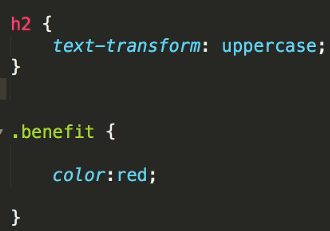 h2 {
    text-transform: uppercase;
}
.benefit {
    color:red;
}